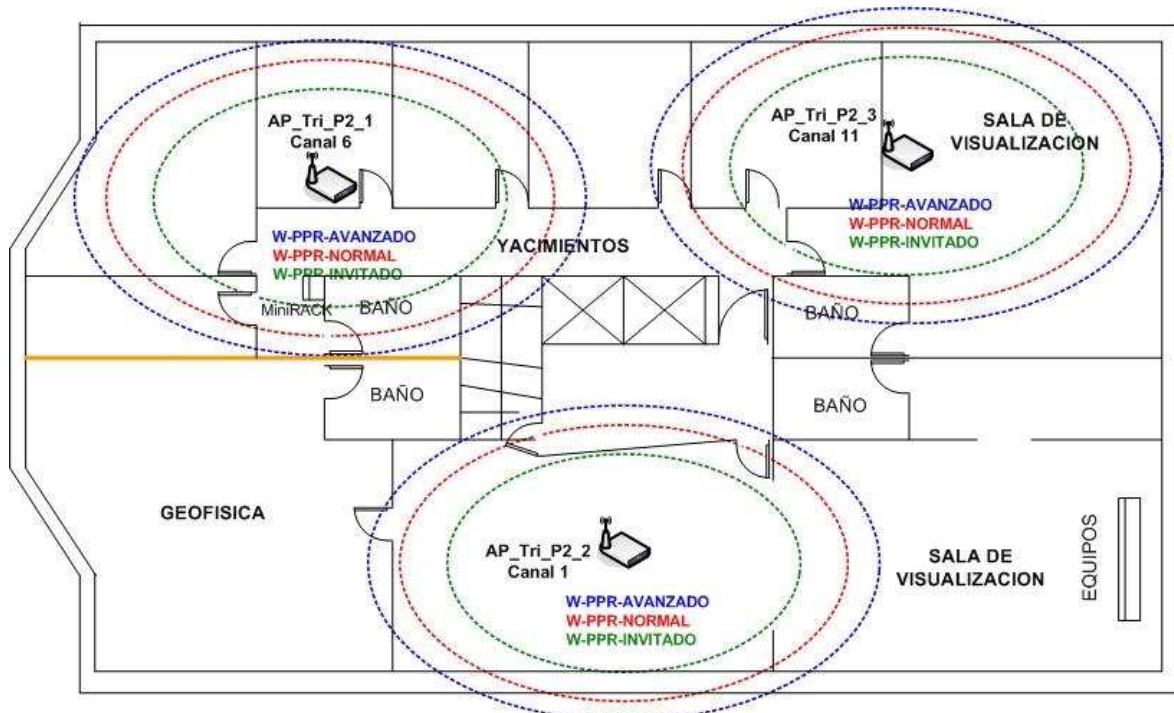 AP_Tri_P2_1
Canal 6
W-PPR-AVANZADO
W-PPR-NORMAL
W-PPR-INVITADO
AP_Tri_P2_3
Canal 11
SALA DE
VISUALIZACION
W-PPR-AVANZADO
W-PPR-NORMAL
W-PPR-INVITADO
YACIMIENTOS
MiniRACK
BAÑO
BAÑO
BAÑO
BAÑO
GEOFISICA
AP_Tri_P2_2
Canal 1
W-PPR-AVANZADO
W-PPR-NORMAL
W-PPR-INVITADO
SALA DE
VISUALIZACION
EQUIPOS